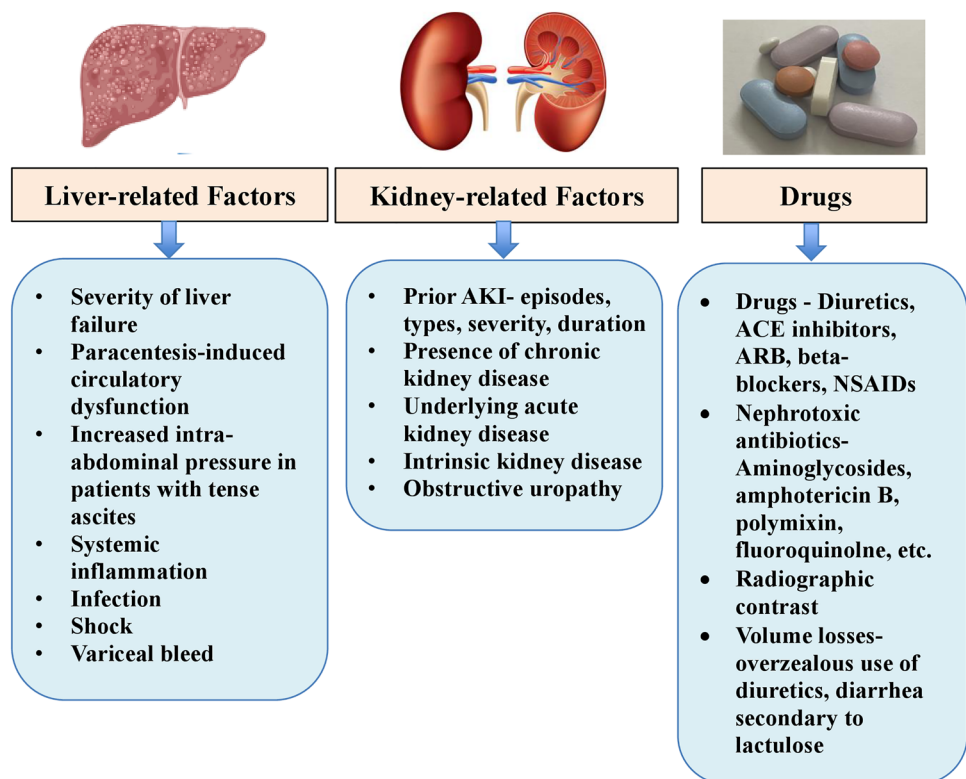 Liver-related Factors
• Severity of liver
failure
• Paracentesis-induced
circulatory
dysfunction
• Increased intra-
abdominal pressure in
patients with tense
ascites
• Systemic
inflammation
• Infection
• Shock
• Variceal bleed
Kidney-related Factors
• Prior AKI- episodes,
types, severity, duration
• Presence of chronic
kidney disease
• Underlying acute
kidney disease
• Intrinsic kidney disease
• Obstructive uropathy
Drugs
• Drugs - Diuretics,
ACE inhibitors,
ARB, beta-
blockers, NSAIDs
• Nephrotoxic
antibiotics-
Aminoglycosides,
amphotericin B,
polymixin,
fluoroquinolne, etc.
• Radiographic
contrast
• Volume losses-
overzealous use of
diuretics, diarrhea
secondary to
lactulose